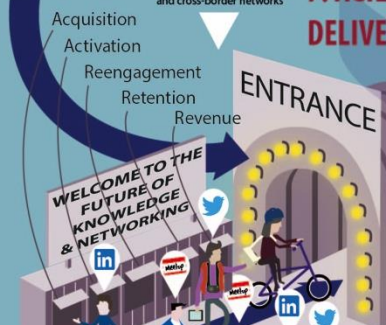 and cross-border networks
DELIVE
Acquisition
Activation
Reengagement
Retention
Revenue
ENTRANCE
WELCOME TO THE
FUTURE OF
KNOWLEDGE
& NETWORKING
in
Meetup
Meetup
in